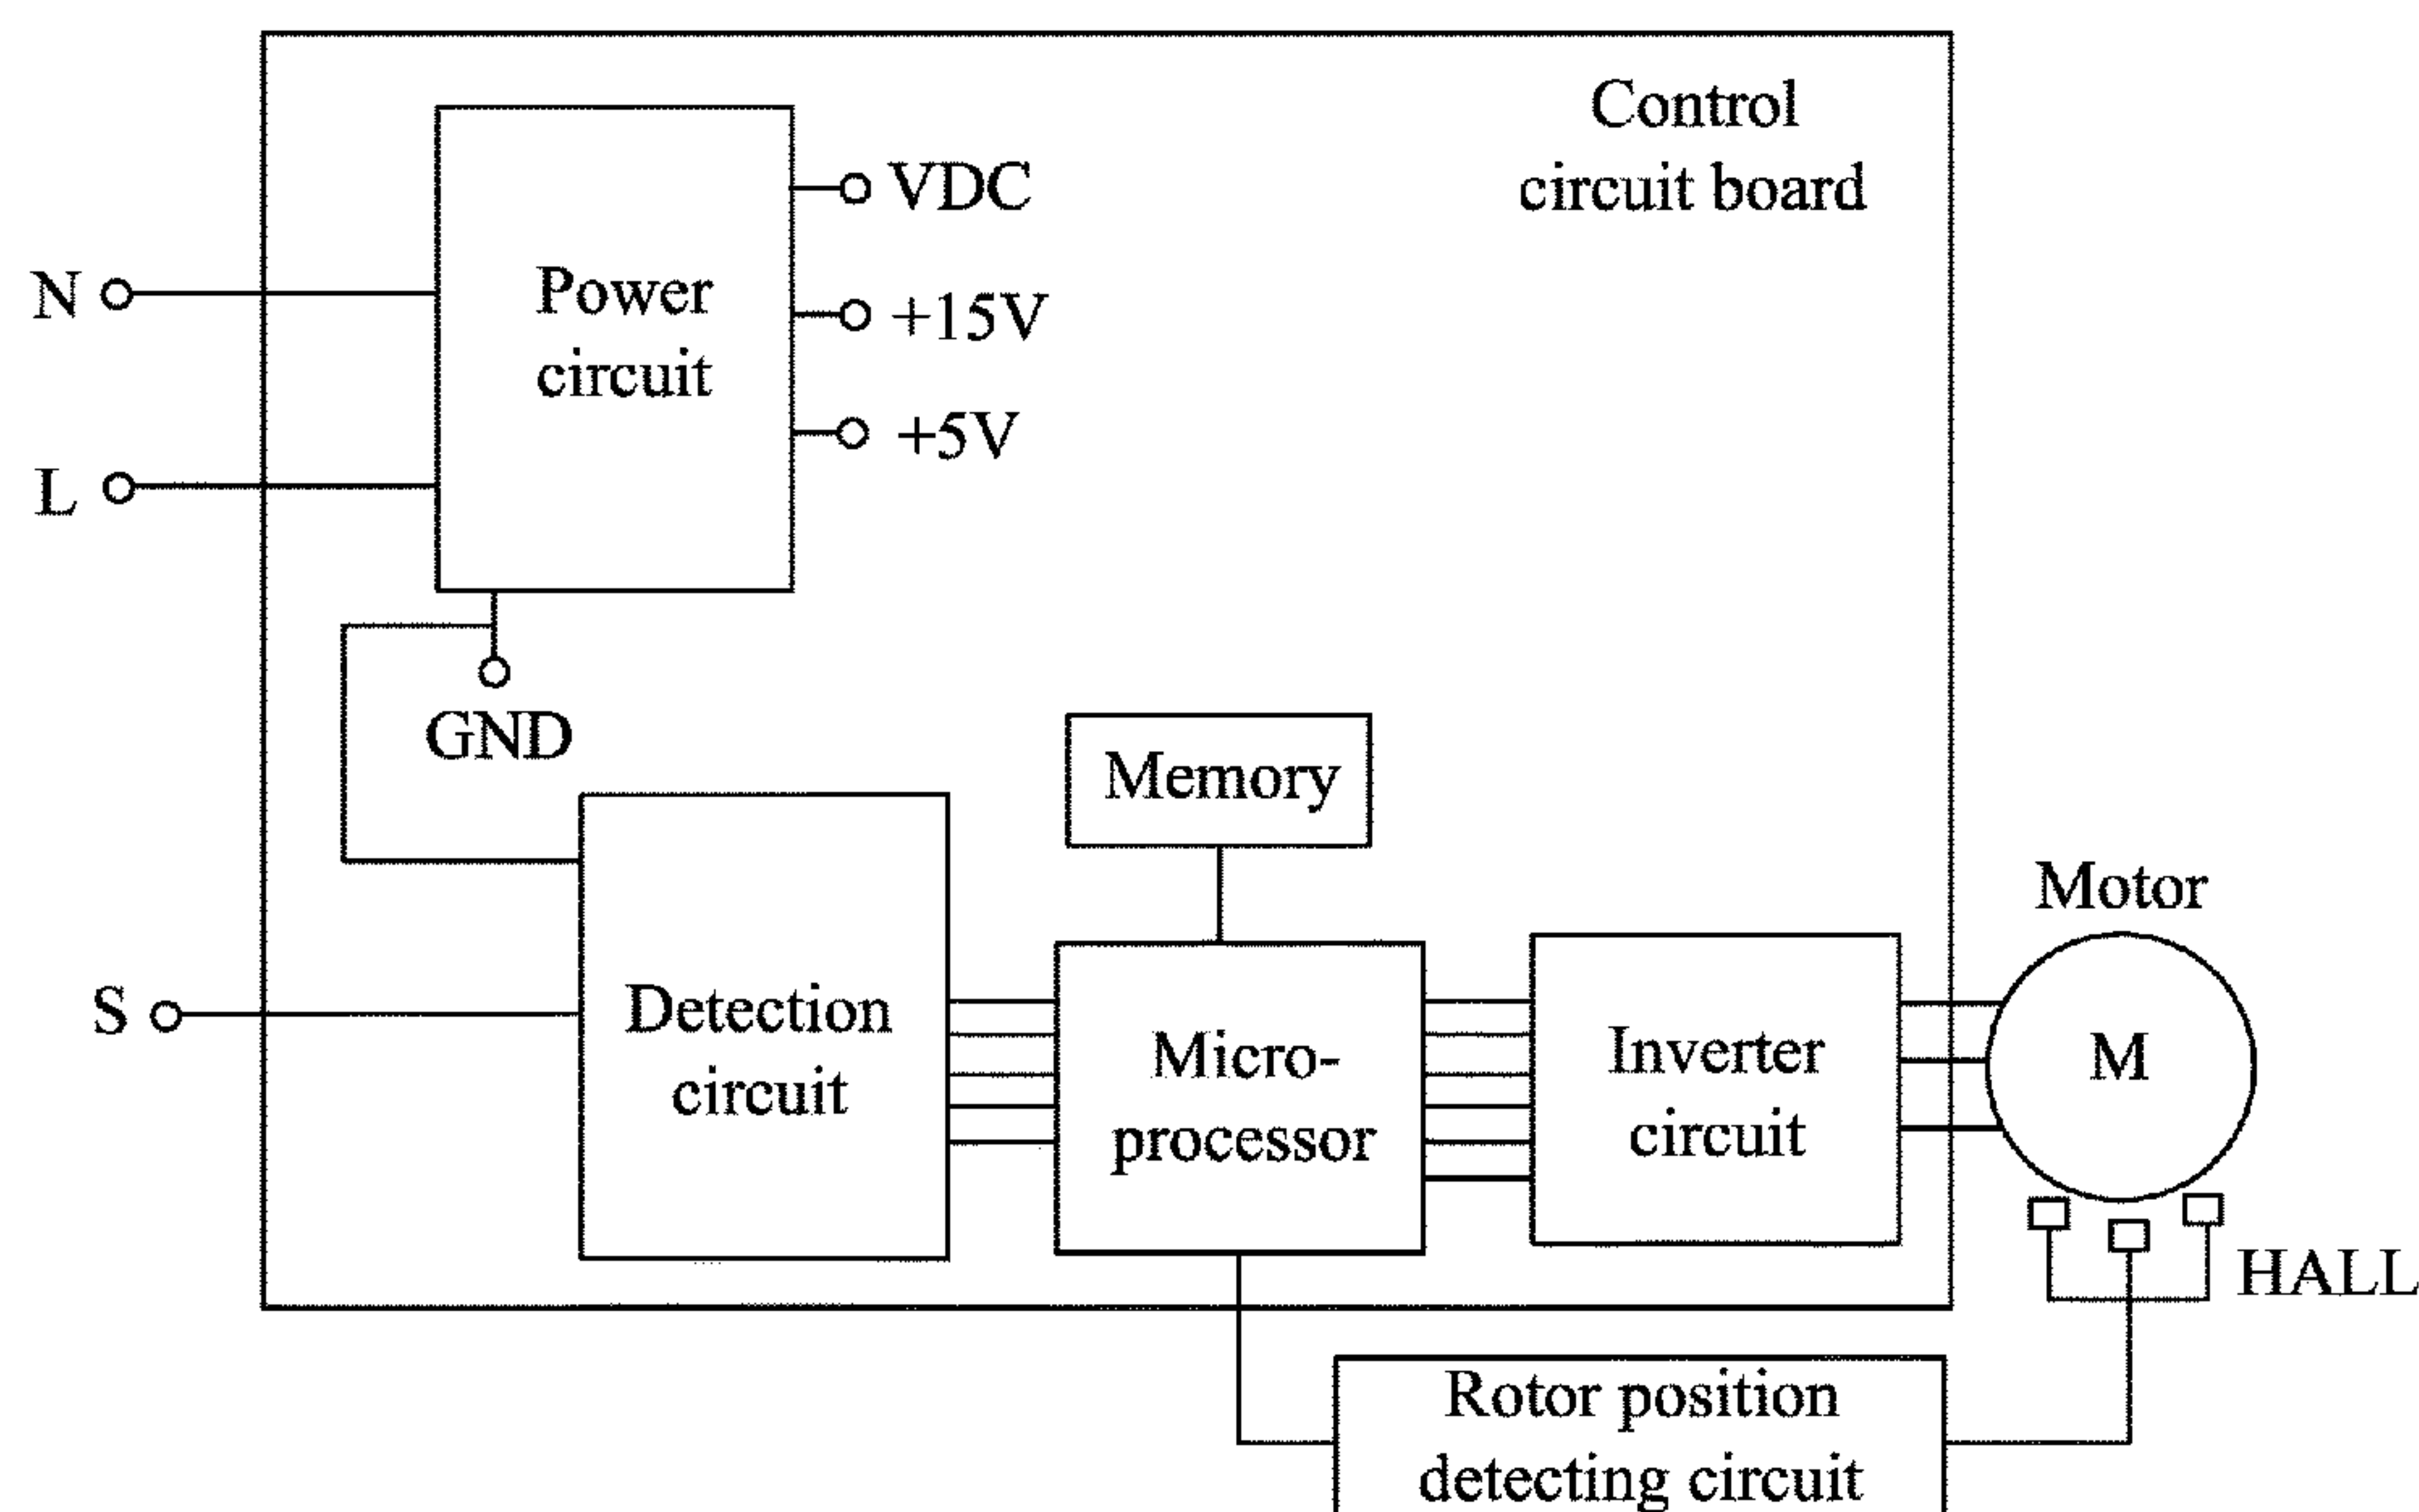 Control
circuit board
Power
circuit
VDC
+15V
+5V
N
L
GND
Memory
Detection
circuit
S
Micro-
processor
Inverter
circuit
Motor
M
HALL
Rotor position
detecting circuit